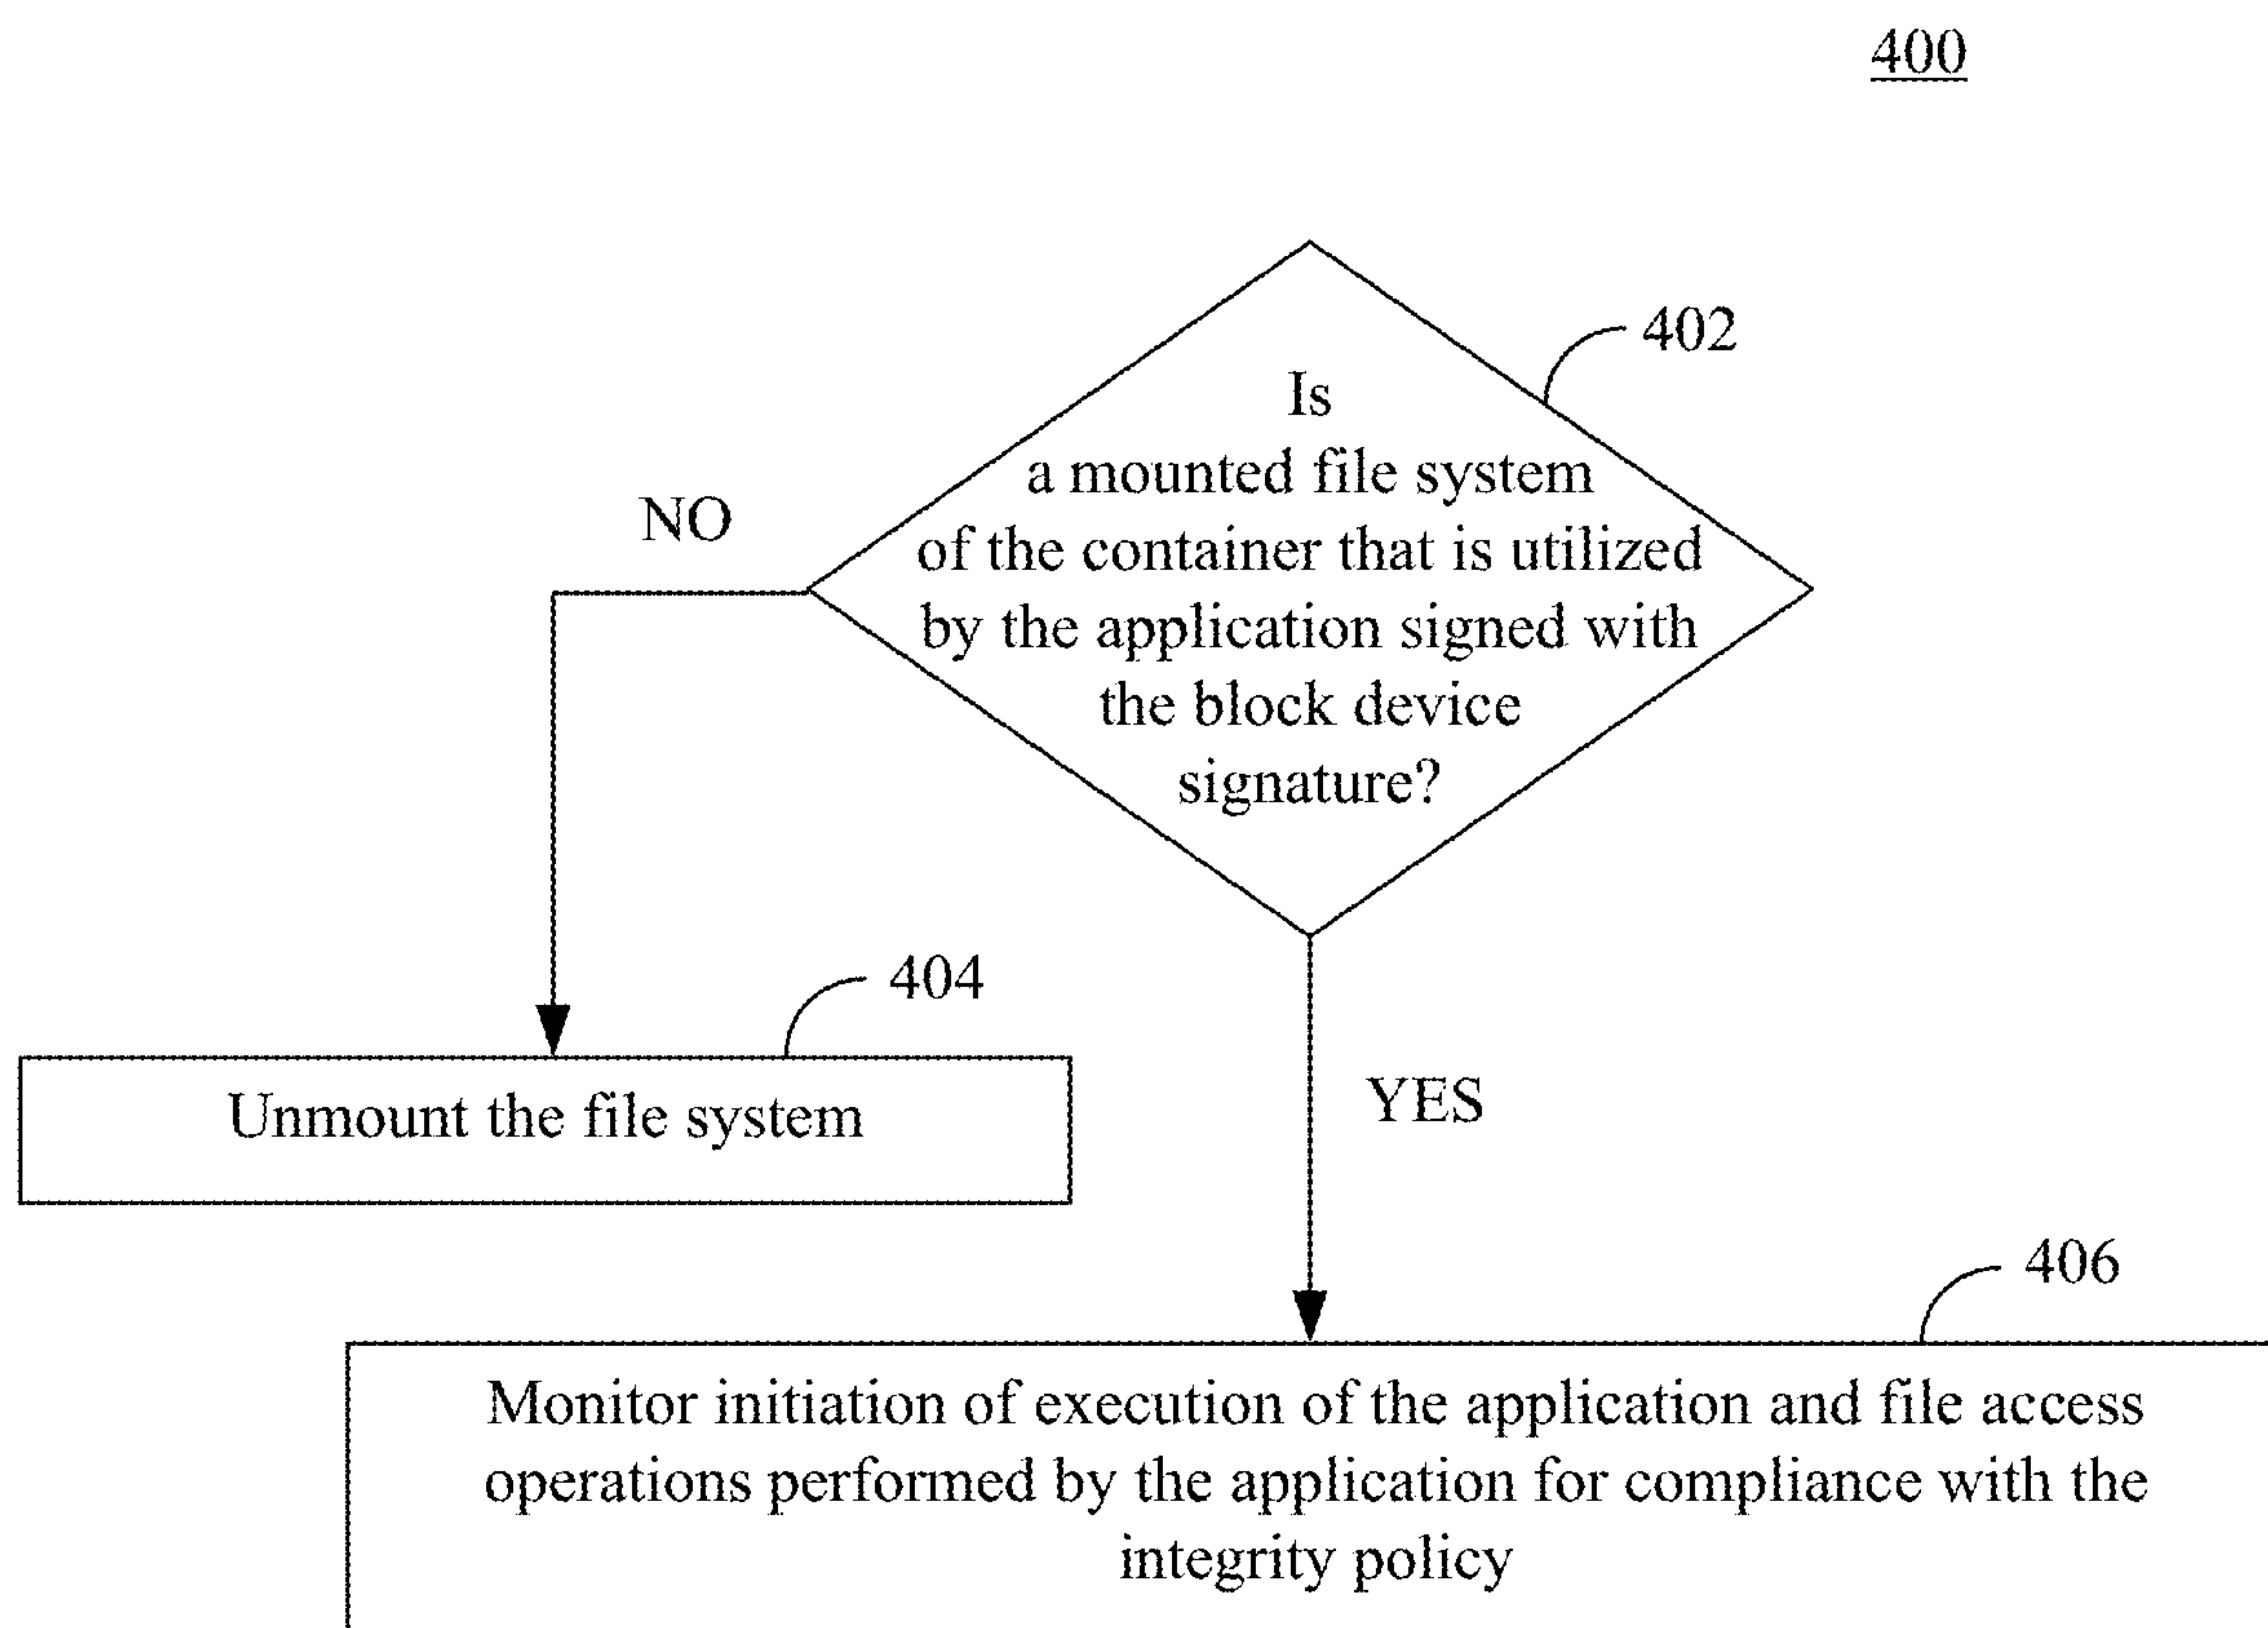 400
402
Is
a mounted file system
of the container that is utilized
by the application signed with
the block device
signature?
NO
404
Unmount the file system
YES
406
Monitor initiation of execution of the application and file access
operations performed by the application for compliance with the
integrity policy